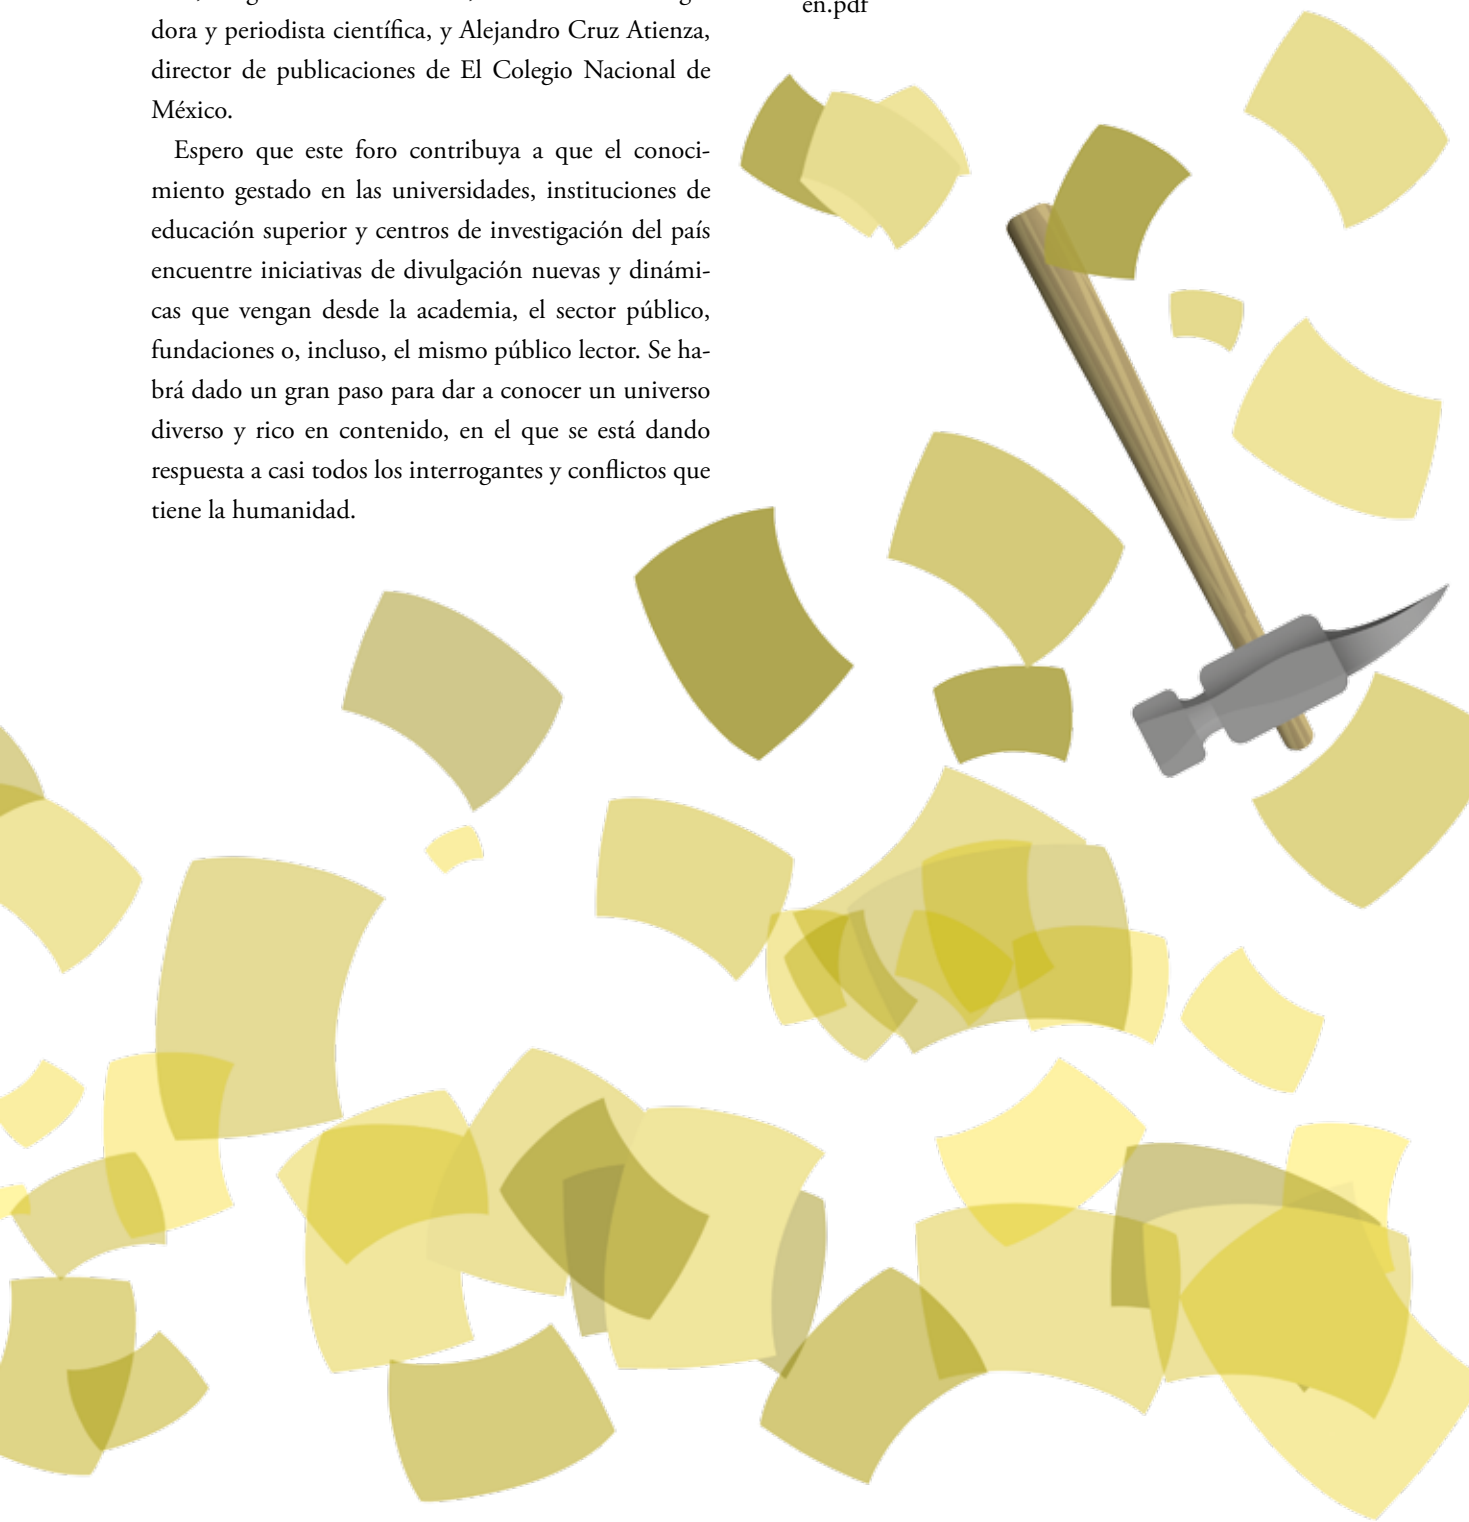 dora y periodista científica, y Alejandro Cruz Atienza,
director de publicaciones de El Colegio Nacional de
México.
Espero que este foro contribuya a que el conoci-
miento gestado en las universidades, instituciones de
educación superior y centros de investigación del país
encuentre iniciativas de divulgación nuevas y dinámi-
cas que vengan desde la academia, el sector público,
fundaciones o, incluso, el mismo público lector. Se ha-
brá dado un gran paso para dar a conocer un universo
diverso y rico en contenido, en el que se está dando
respuesta a casi todos los interrogantes y conflictos que
tiene la humanidad.
en.pdf